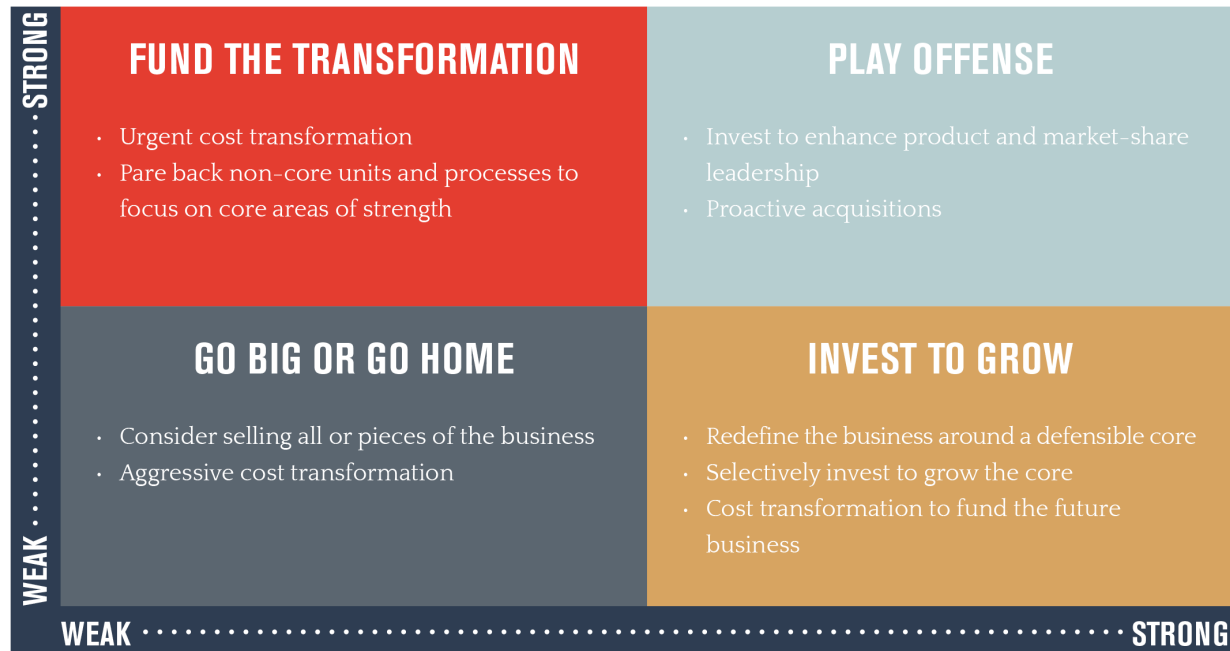 STRONG
FUND THE TRANSFORMATION
• Urgent cost transformation
• Pare back non-core units and processes to
focus on core areas of strength
PLAY OFFENSE
• Invest to enhance product and market-share
leadership
• Proactive acquisitions
GO BIG OR GO HOME
• Consider selling all or pieces of the business
• Aggressive cost transformation
INVEST TO GROW
• Redefine the business around a defensible core
• Selectively invest to grow the core
• Cost transformation to fund the future
business
WEAK
WEAK
STRONG